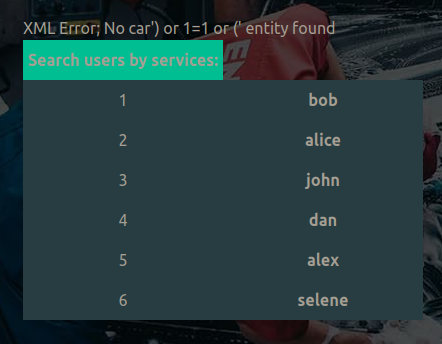 XML Error; No car') or 1=1 or (' entity found
Search users by services:
1 bob
2 alice
3 john
4 dan
5 alex
6 selene